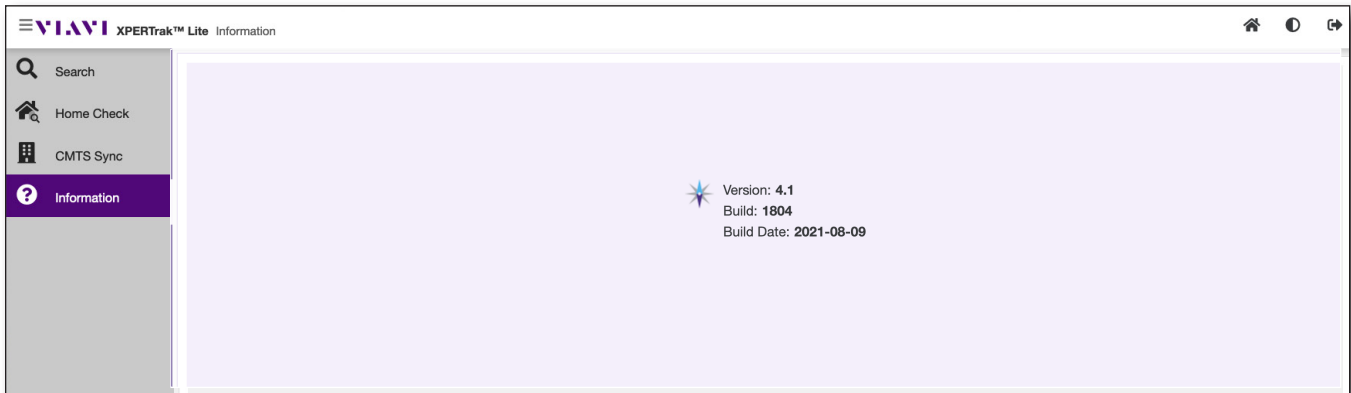 VIAVI XPERTrak™ Lite Information
Search
Home Check
CMTS Sync
Information
Version: 4.1
Build: 1804
Build Date: 2021-08-09